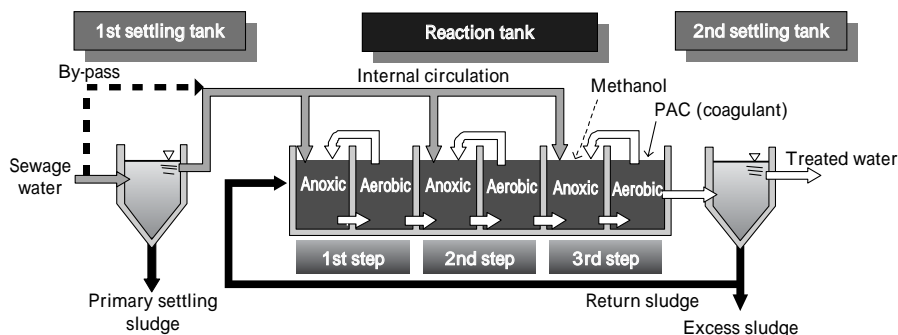 1st settling tank
Reaction tank
2nd settling tank
By-pass
Internal circulation
Methanol
PAC (coagulant)
Sewage
water
Treated water
Anoxic
Aerobic
Anoxic
Aerobic
Anoxic
Aerobic
1st step
2nd step
3rd step
Primary settling
sludge
Return sludge
Excess sludge